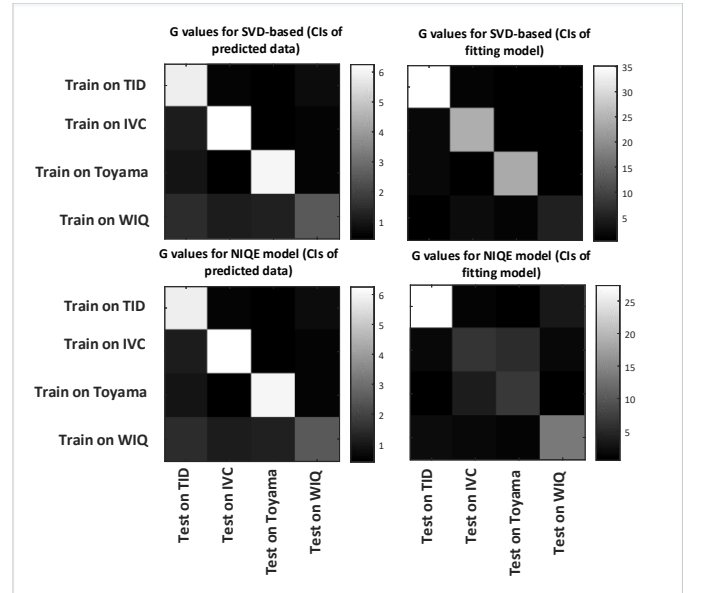 G values for SVD-based (CIs of
predicted data)
G values for SVD-based (CIs of
fitting model)
Train on TID
Train on IVC
Train on Toyama
Train on WIQ
6
5
4
3
2
1
35
30
25
20
15
10
5
G values for NIQE model (CIs of
predicted data)
G values for NIQE model (CIs of
fitting model)
Train on TID
Train on IVC
Train on Toyama
Train on WIQ
6
5
4
3
2
1
25
20
15
10
5
Test on TID
Test on IVC
Test on Toyama
Test on WIQ
Test on TID
Test on IVC
Test on Toyama
Test on WIQ